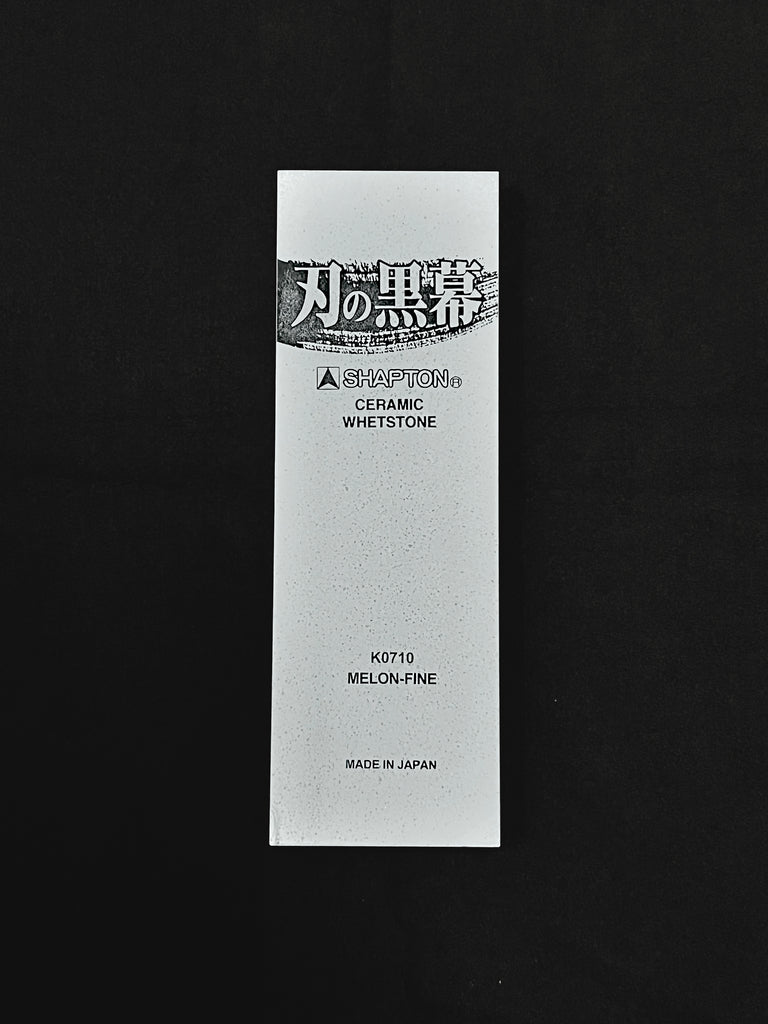 刃の黒幕
SHAPTON®
CERAMIC
WHETSTONE
K0710
MELON-FINE
MADE IN JAPAN